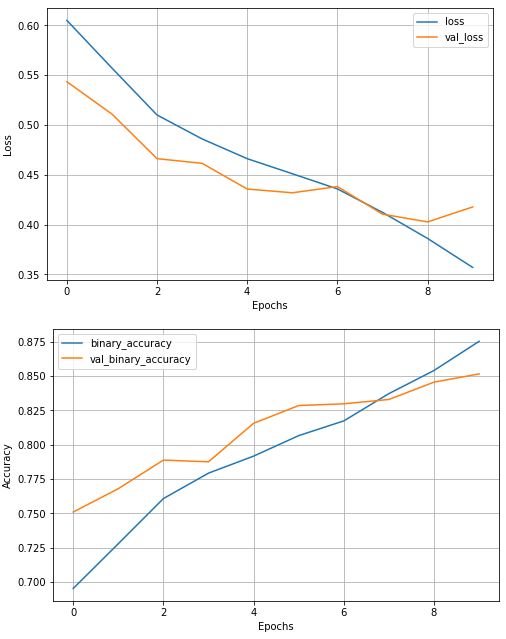 0.60
0.55
0.50
0.45
0.40
0.35
Loss
loss
val_loss
0 2 4 6 8
Epochs
0.875
0.850
0.825
0.800
0.775
0.750
0.725
0.700
Accuracy
binary_accuracy
val_binary_accuracy
0 2 4 6 8
Epochs